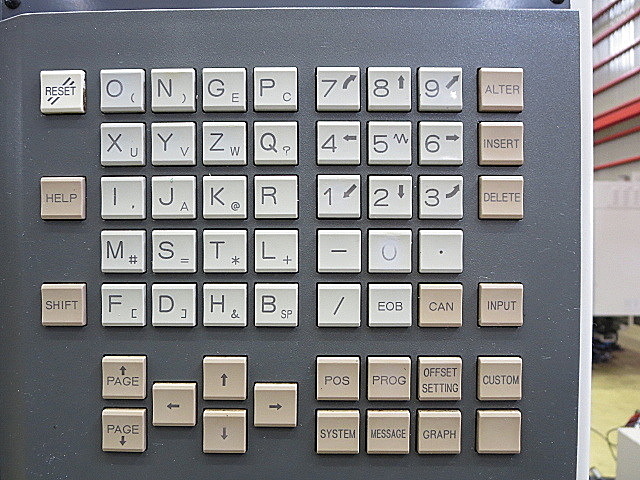 RESET O ( N ) G E P C 7 8 9 ALTER
X U Y V Z W Q ? 4 5 6 INSERT
HELP I , J A K @ R 1 2 3 DELETE
M # S = T * L + - 0 .
SHIFT F [ D ] H & B SP / EOB CAN INPUT
PAGE ↑ POS PROG OFFSET SETTING CUSTOM
← →
PAGE ↓ SYSTEM MESSAGE GRAPH